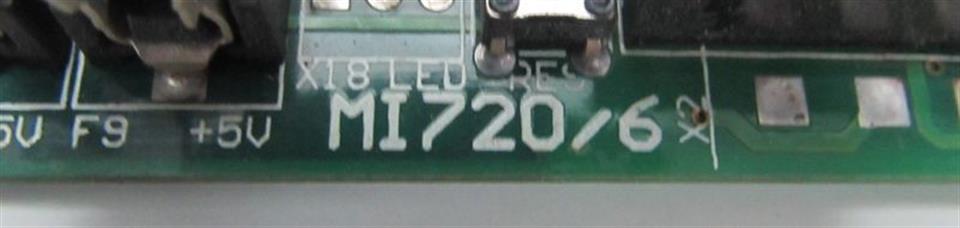 X18 LED RES
5V F9 +5V MI720/6 X2